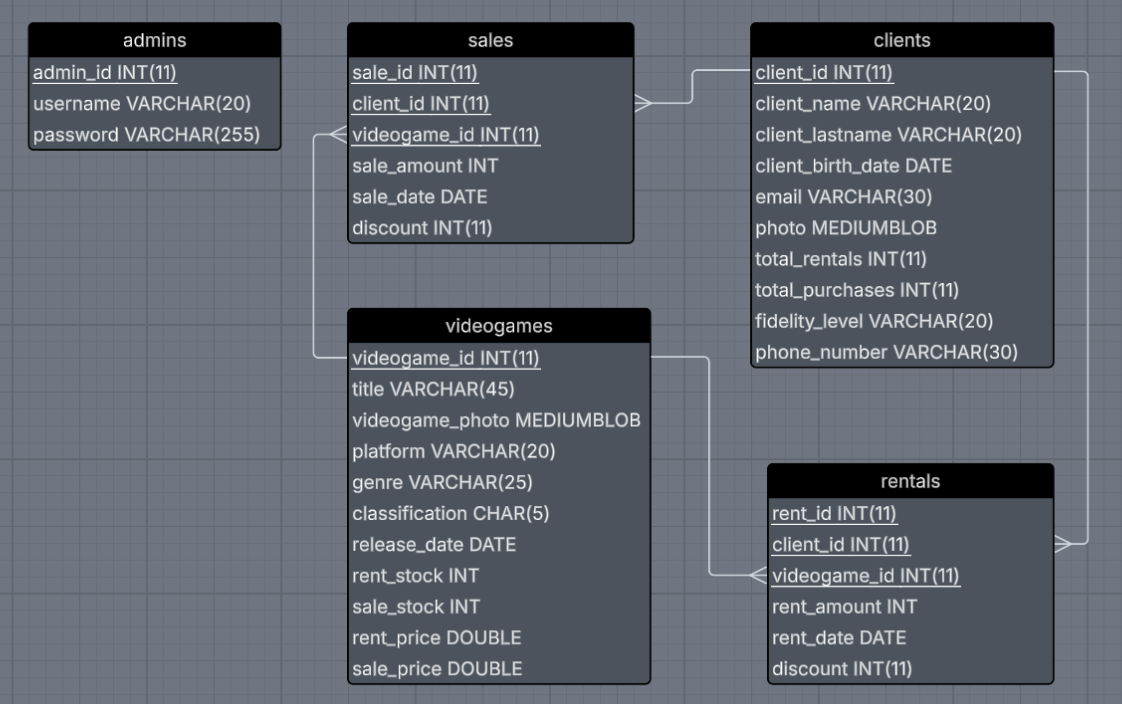 admins
admin_id INT(11)
username VARCHAR(20)
password VARCHAR(255)
sales
sale_id INT(11)
client_id INT(11)
videogame_id INT(11)
sale_amount INT
sale_date DATE
discount INT(11)
clients
client_id INT(11)
client_name VARCHAR(20)
client_lastname VARCHAR(20)
client_birth_date DATE
email VARCHAR(30)
photo MEDIUMBLOB
total_rentals INT(11)
total_purchases INT(11)
fidelity_level VARCHAR(20)
phone_number VARCHAR(30)
videogames
videogame_id INT(11)
title VARCHAR(45)
videogame_photo MEDIUMBLOB
platform VARCHAR(20)
genre VARCHAR(25)
classification CHAR(5)
release_date DATE
rent_stock INT
sale_stock INT
rent_price DOUBLE
sale_price DOUBLE
rentals
rent_id INT(11)
client_id INT(11)
videogame_id INT(11)
rent_amount INT
rent_date DATE
discount INT(11)